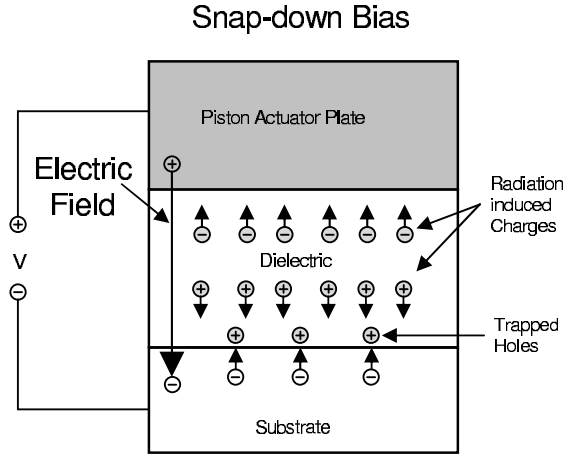 Snap-down Bias
Piston Actuator Plate
Electric
Field
Radiation
induced
Charges
Dielectric
V
Trapped
Holes
Substrate